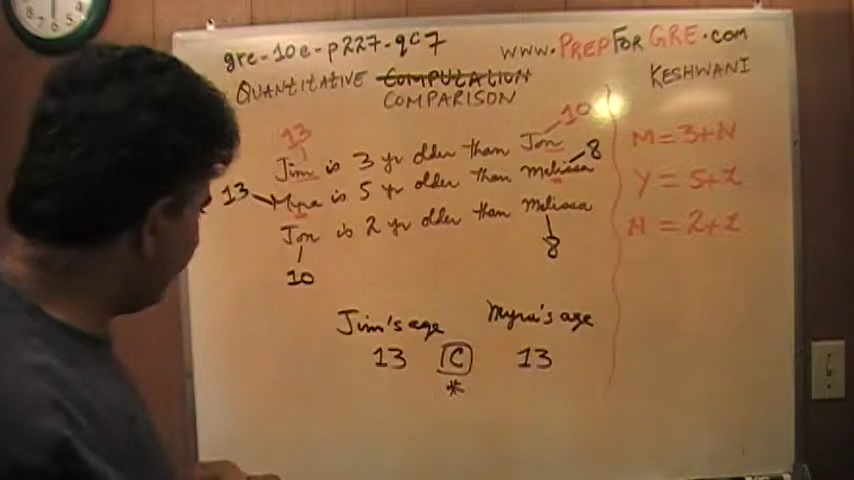 gre-10e-p227-qc7
www.PREPFORGRE.com
QUANTITATIVE COMPUTATION
COMPARISON
KESHWANI
13
10
Jim is 3 yr older than Jon
8
13
Myra is 5 yr older than Melissa
Jon is 2 yr older than Melissa
10
8
M = 3+N
Y = 5+L
N = 2+L
Jim's age Myra's age
13 C 13
*